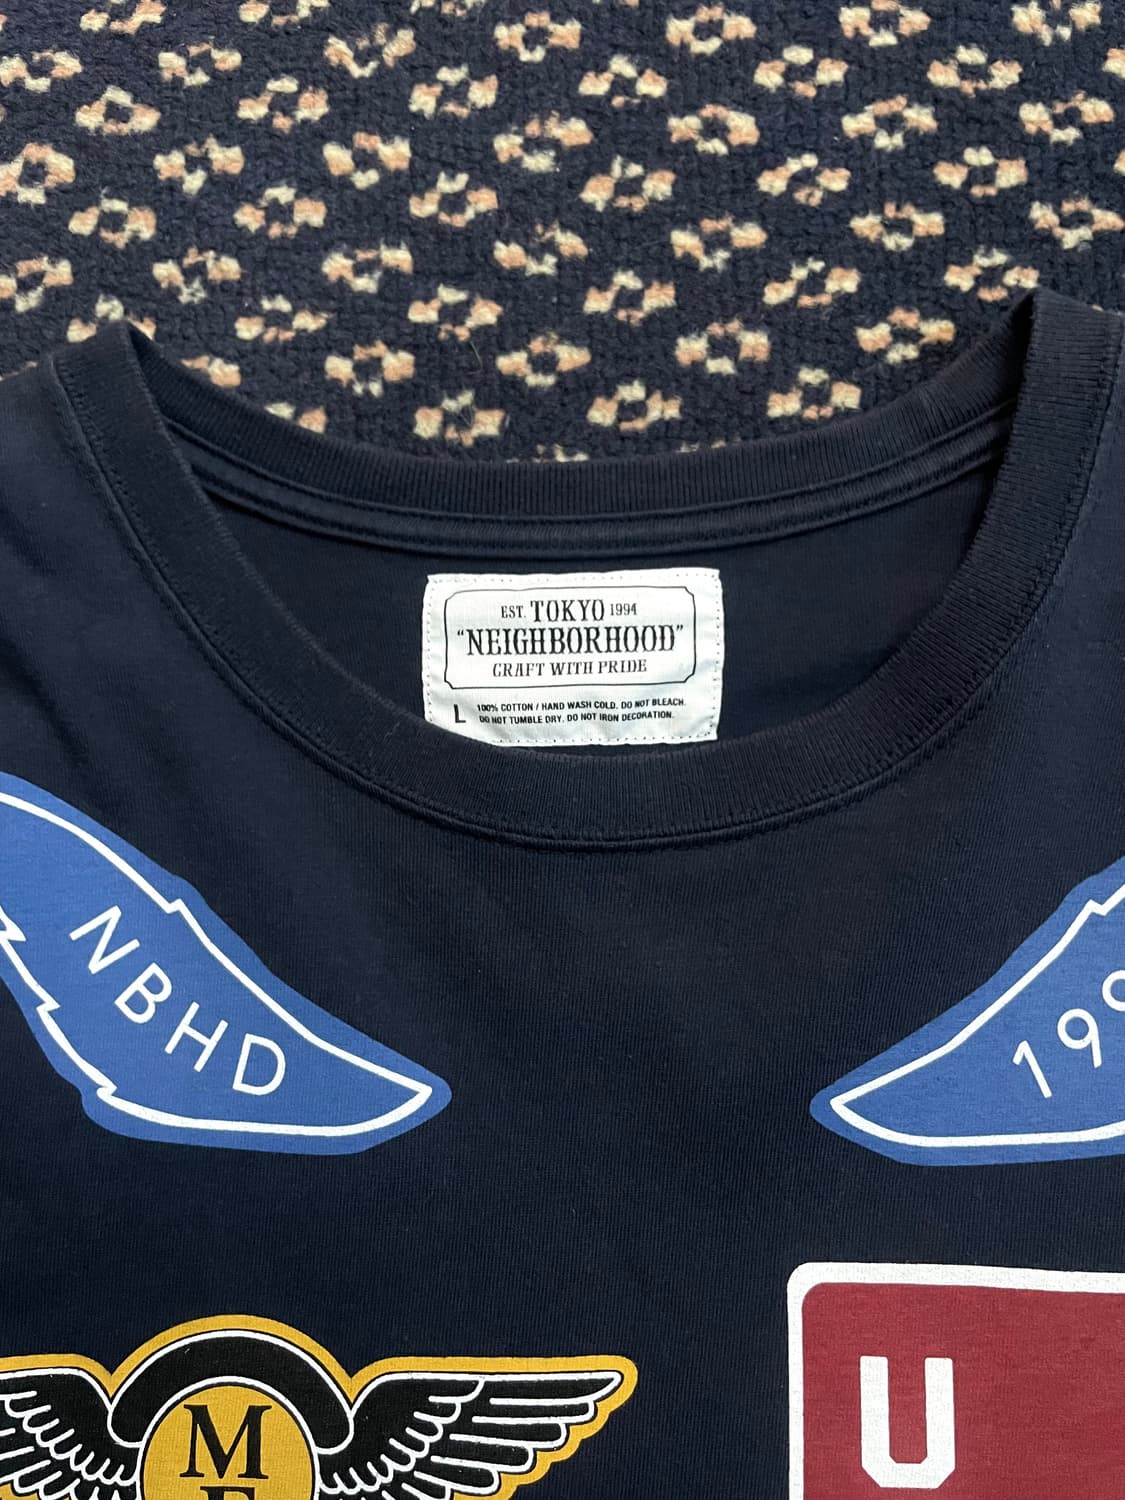 EST. TOKYO 1994
“NEIGHBORHOOD”
CRAFT WITH PRIDE
L
100% COTTON / HAND WASH COLD. DO NOT BLEACH.
DO NOT TUMBLE DRY. DO NOT IRON DECORATION.
NBHD
199
U
M